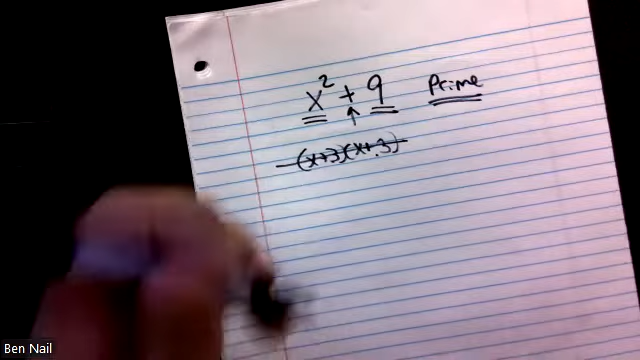 x² + 9 Prime
(x+3)(x+3)
Ben Nail